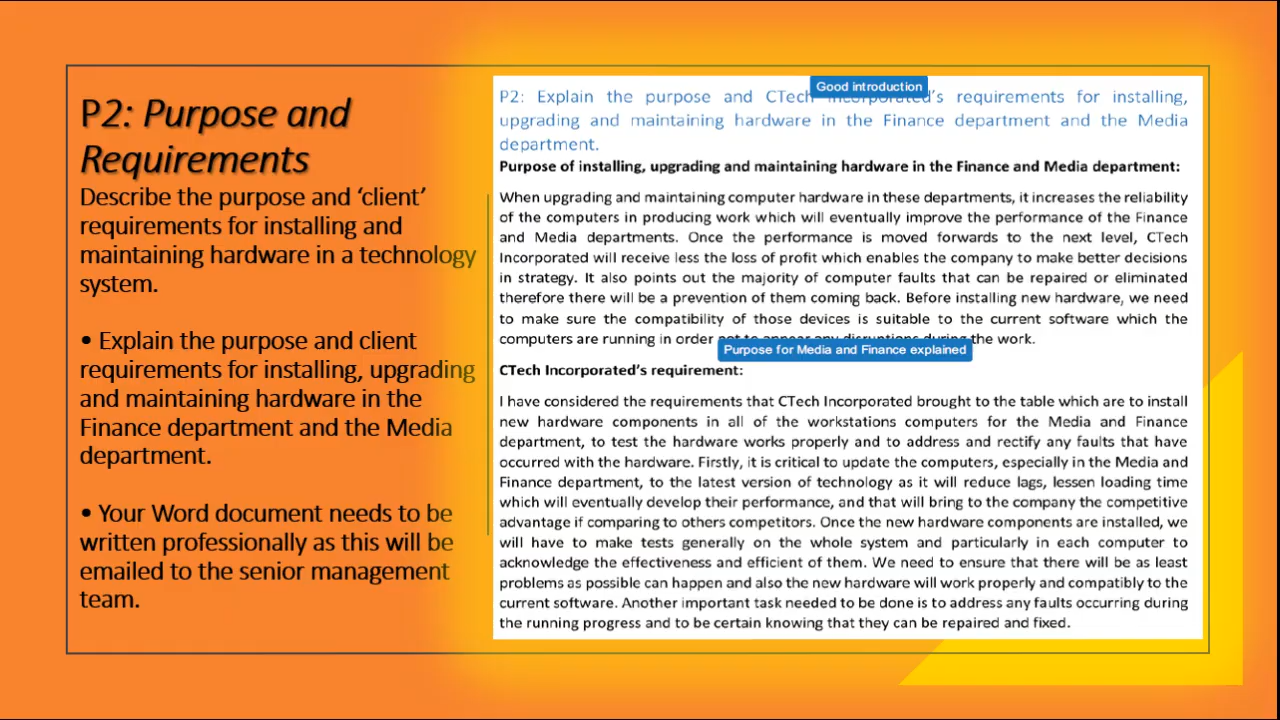 P2: Purpose and
Requirements
Describe the purpose and ‘client’
requirements for installing and
maintaining hardware in a technology
system.
• Explain the purpose and client
requirements for installing, upgrading
and maintaining hardware in the
Finance department and the Media
department.
• Your Word document needs to be
written professionally as this will be
emailed to the senior management
team.
Good introduction
P2: Explain the purpose and CTech Incorporated’s requirements for installing,
upgrading and maintaining hardware in the Finance department and the Media
department.
Purpose of installing, upgrading and maintaining hardware in the Finance and Media department:
When upgrading and maintaining computer hardware in these departments, it increases the reliability
of the computers in producing work which will eventually improve the performance of the Finance
and Media departments. Once the performance is moved forwards to the next level, CTech
Incorporated will receive less the loss of profit which enables the company to make better decisions
in strategy. It also points out the majority of computer faults that can be repaired or eliminated
therefore there will be a prevention of them coming back. Before installing new hardware, we need
to make sure the compatibility of those devices is suitable to the current software which the
computers are running in order not to appear any disruptions during the work.
Purpose for Media and Finance explained
CTech Incorporated’s requirement:
I have considered the requirements that CTech Incorporated brought to the table which are to install
new hardware components in all of the workstations computers for the Media and Finance
department, to test the hardware works properly and to address and rectify any faults that have
occurred with the hardware. Firstly, it is critical to update the computers, especially in the Media and
Finance department, to the latest version of technology as it will reduce lags, lessen loading time
which will eventually develop their performance, and that will bring to the company the competitive
advantage if comparing to others competitors. Once the new hardware components are installed, we
will have to make tests generally on the whole system and particularly in each computer to
acknowledge the effectiveness and efficient of them. We need to ensure that there will be as least
problems as possible can happen and also the new hardware will work properly and compatibly to the
current software. Another important task needed to be done is to address any faults occurring during
the running progress and to be certain knowing that they can be repaired and fixed.